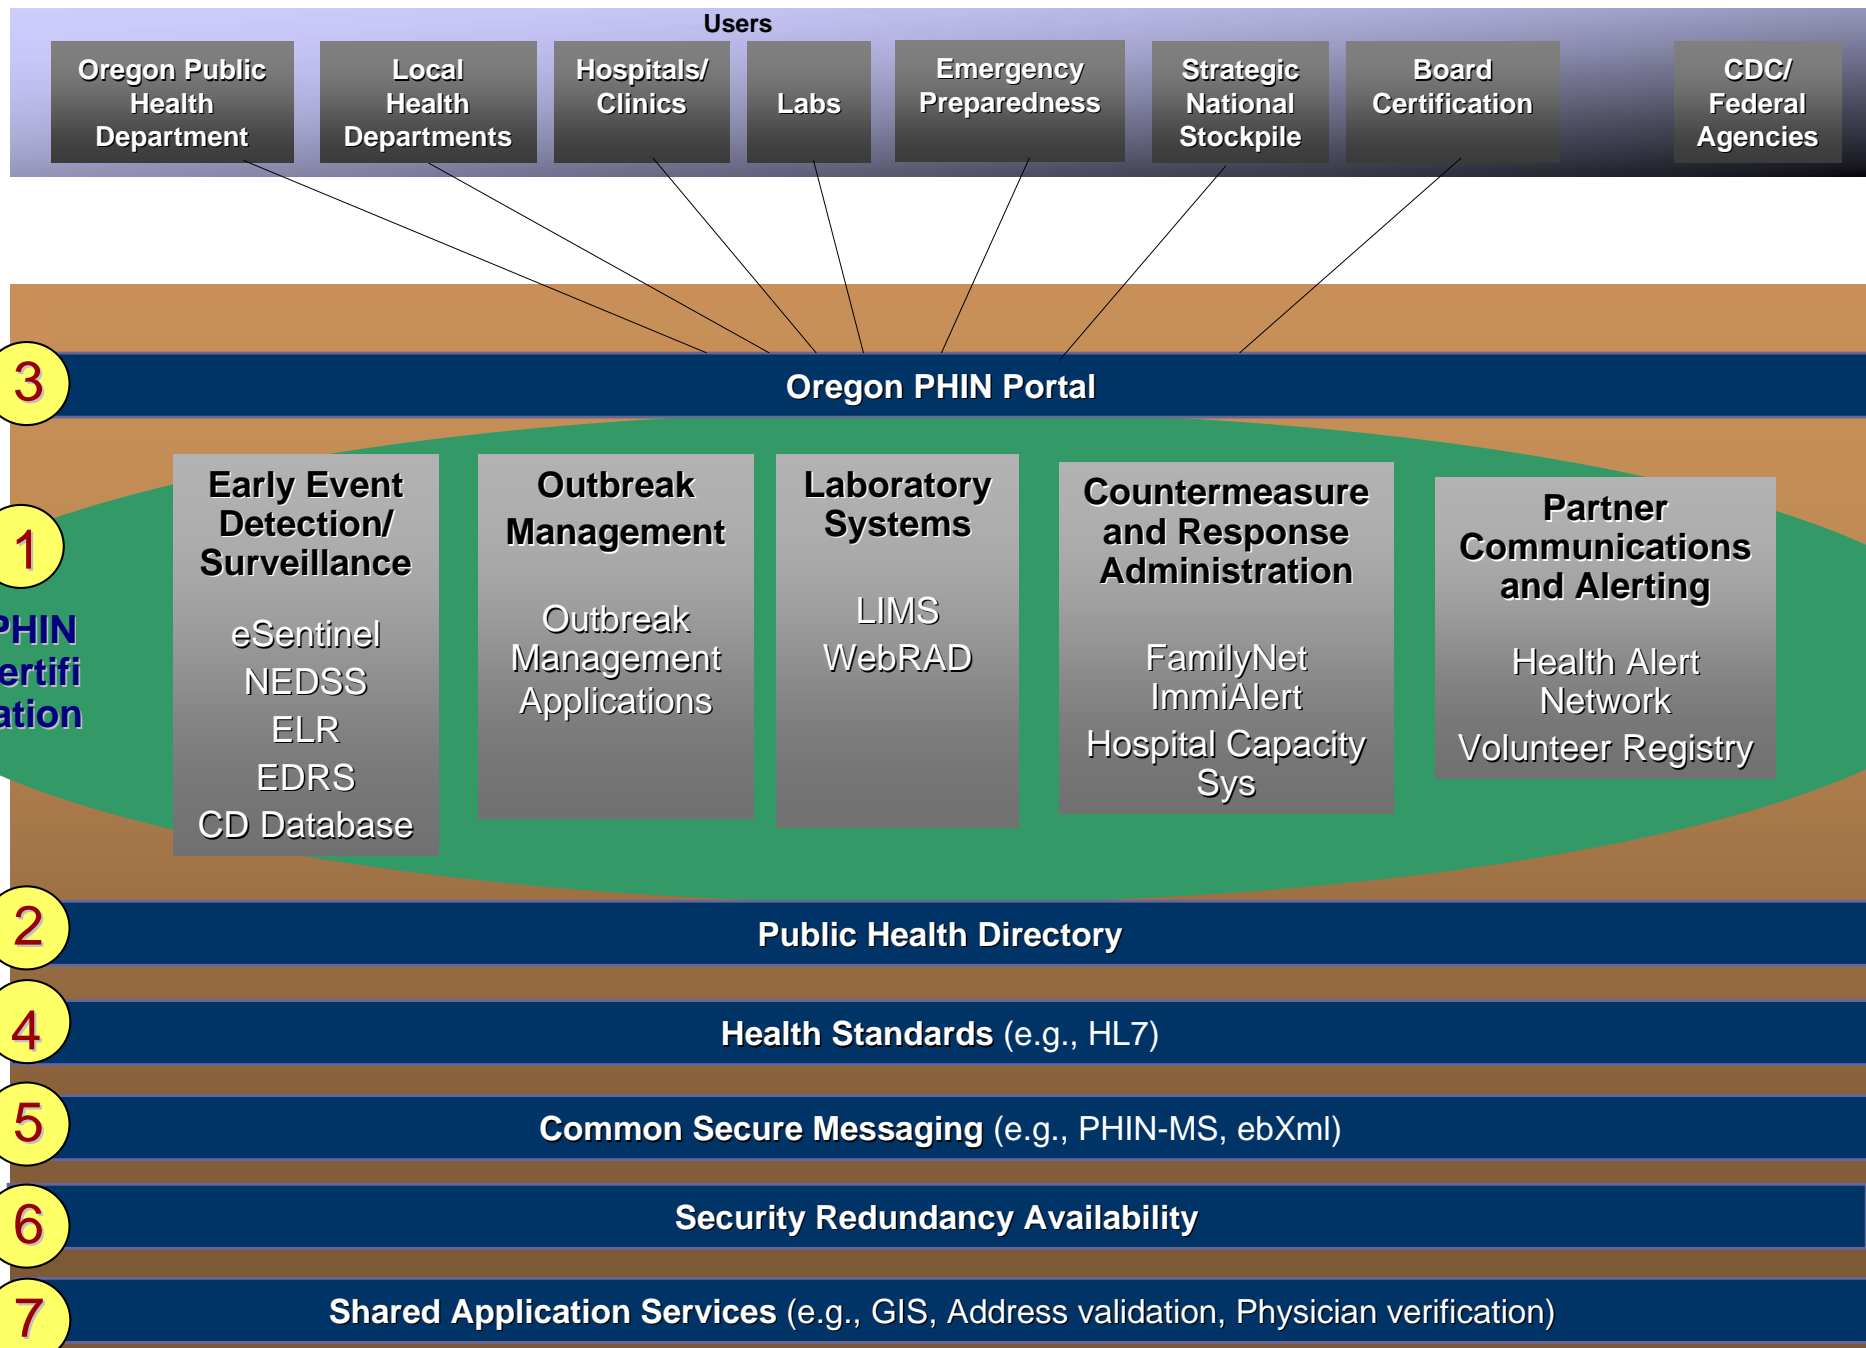 Users
Oregon Public
Health
Department
Local
Health
Departments
Hospitals/
Clinics
Labs
Emergency
Preparedness
Strategic
National
Stockpile
Board
Certification
CDC/
Federal
Agencies
3
Oregon PHIN Portal
1
PHIN
ertifi
ation
Early Event
Detection/
Surveillance
eSentinel
NEDSS
ELR
EDRS
CD Database
Outbreak
Management
Outbreak
Management
Applications
Laboratory
Systems
LIMS
WebRAD
Countermeasure
and Response
Administration
FamilyNet
ImmiAlert
Hospital Capacity
Sys
Partner
Communications
and Alerting
Health Alert
Network
Volunteer Registry
2
Public Health Directory
4
Health Standards (e.g., HL7)
5
Common Secure Messaging (e.g., PHIN-MS, ebXml)
6
Security Redundancy Availability
7
Shared Application Services (e.g., GIS, Address validation, Physician verification)